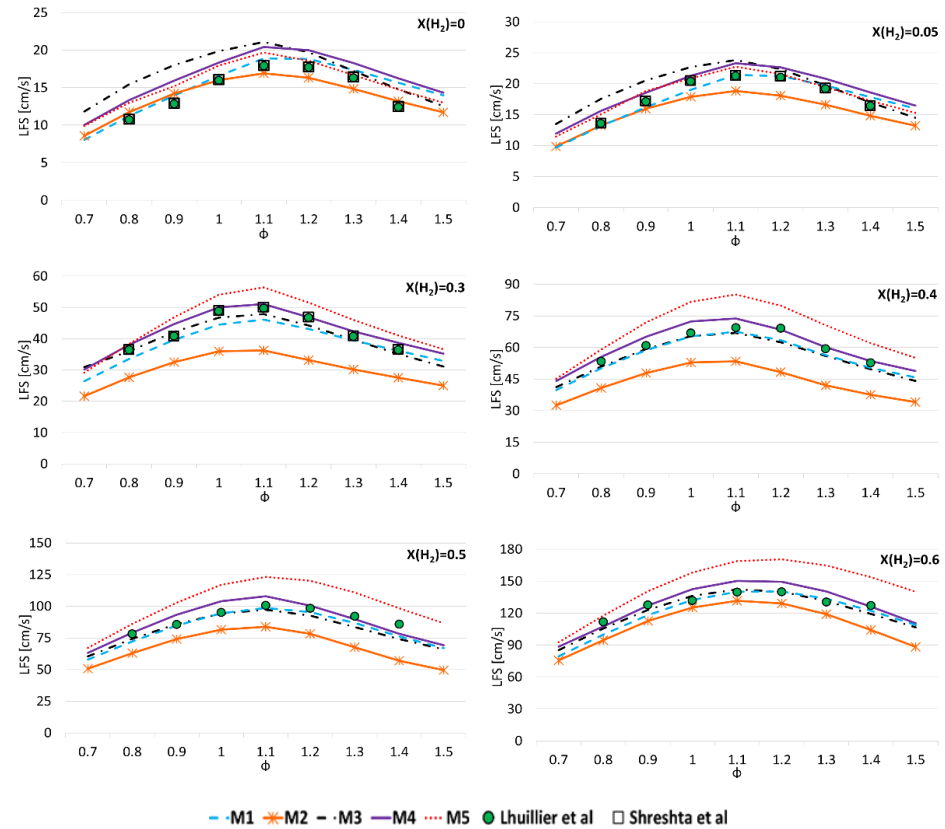 X(H₂)=0
LFS [cm/s]
25
20
15
10
5
0
0.7 0.8 0.9 1 1.1 1.2 1.3 1.4 1.5
Φ
X(H₂)=0.05
LFS [cm/s]
30
25
20
15
10
5
0
0.7 0.8 0.9 1 1.1 1.2 1.3 1.4 1.5
Φ
X(H₂)=0.3
LFS [cm/s]
60
50
40
30
20
10
0
0.7 0.8 0.9 1 1.1 1.2 1.3 1.4 1.5
Φ
X(H₂)=0.4
LFS [cm/s]
90
75
60
45
30
15
0
0.7 0.8 0.9 1 1.1 1.2 1.3 1.4 1.5
Φ
X(H₂)=0.5
LFS [cm/s]
150
125
100
75
50
25
0
0.7 0.8 0.9 1 1.1 1.2 1.3 1.4 1.5
Φ
X(H₂)=0.6
LFS [cm/s]
180
150
120
90
60
30
0
0.7 0.8 0.9 1 1.1 1.2 1.3 1.4 1.5
Φ
M1 M2 M3 M4 M5 Lhuillier et al Shreshta et al